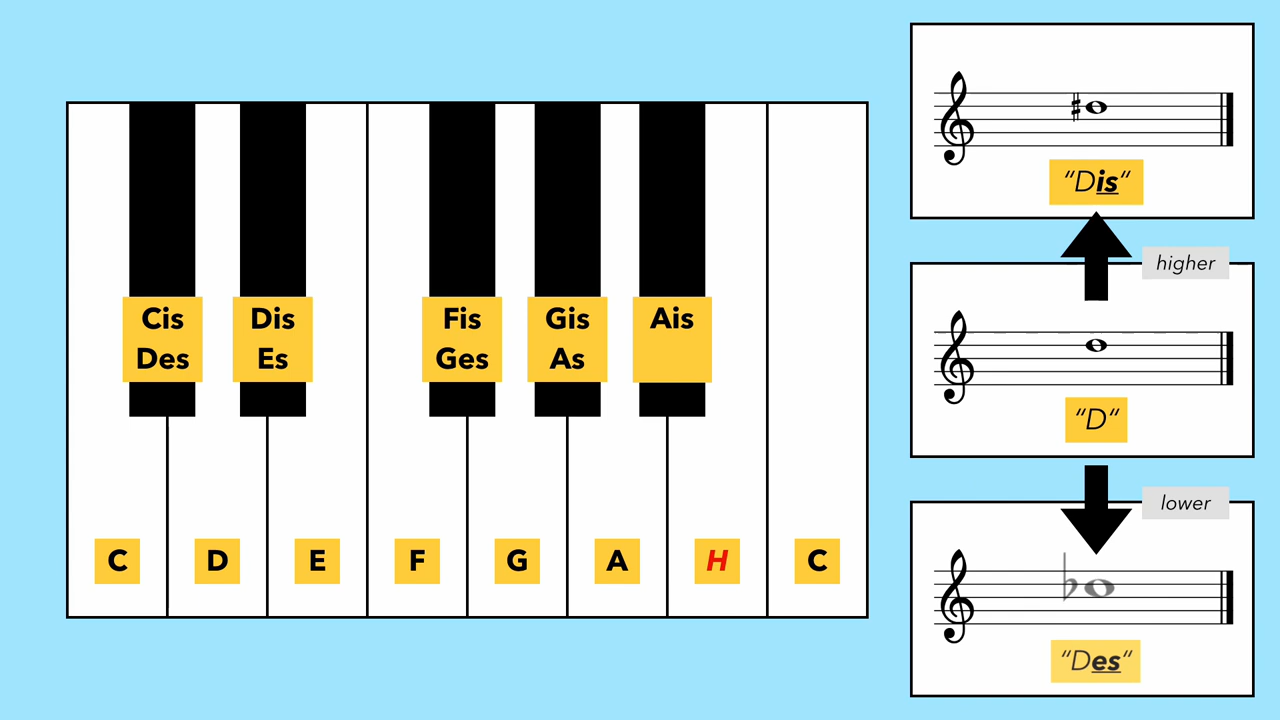 Cis
Des
Dis
Es
Fis
Ges
Gis
As
Ais
C
D
E
F
G
A
H
C
“Dis“
higher
“D“
lower
“Des“